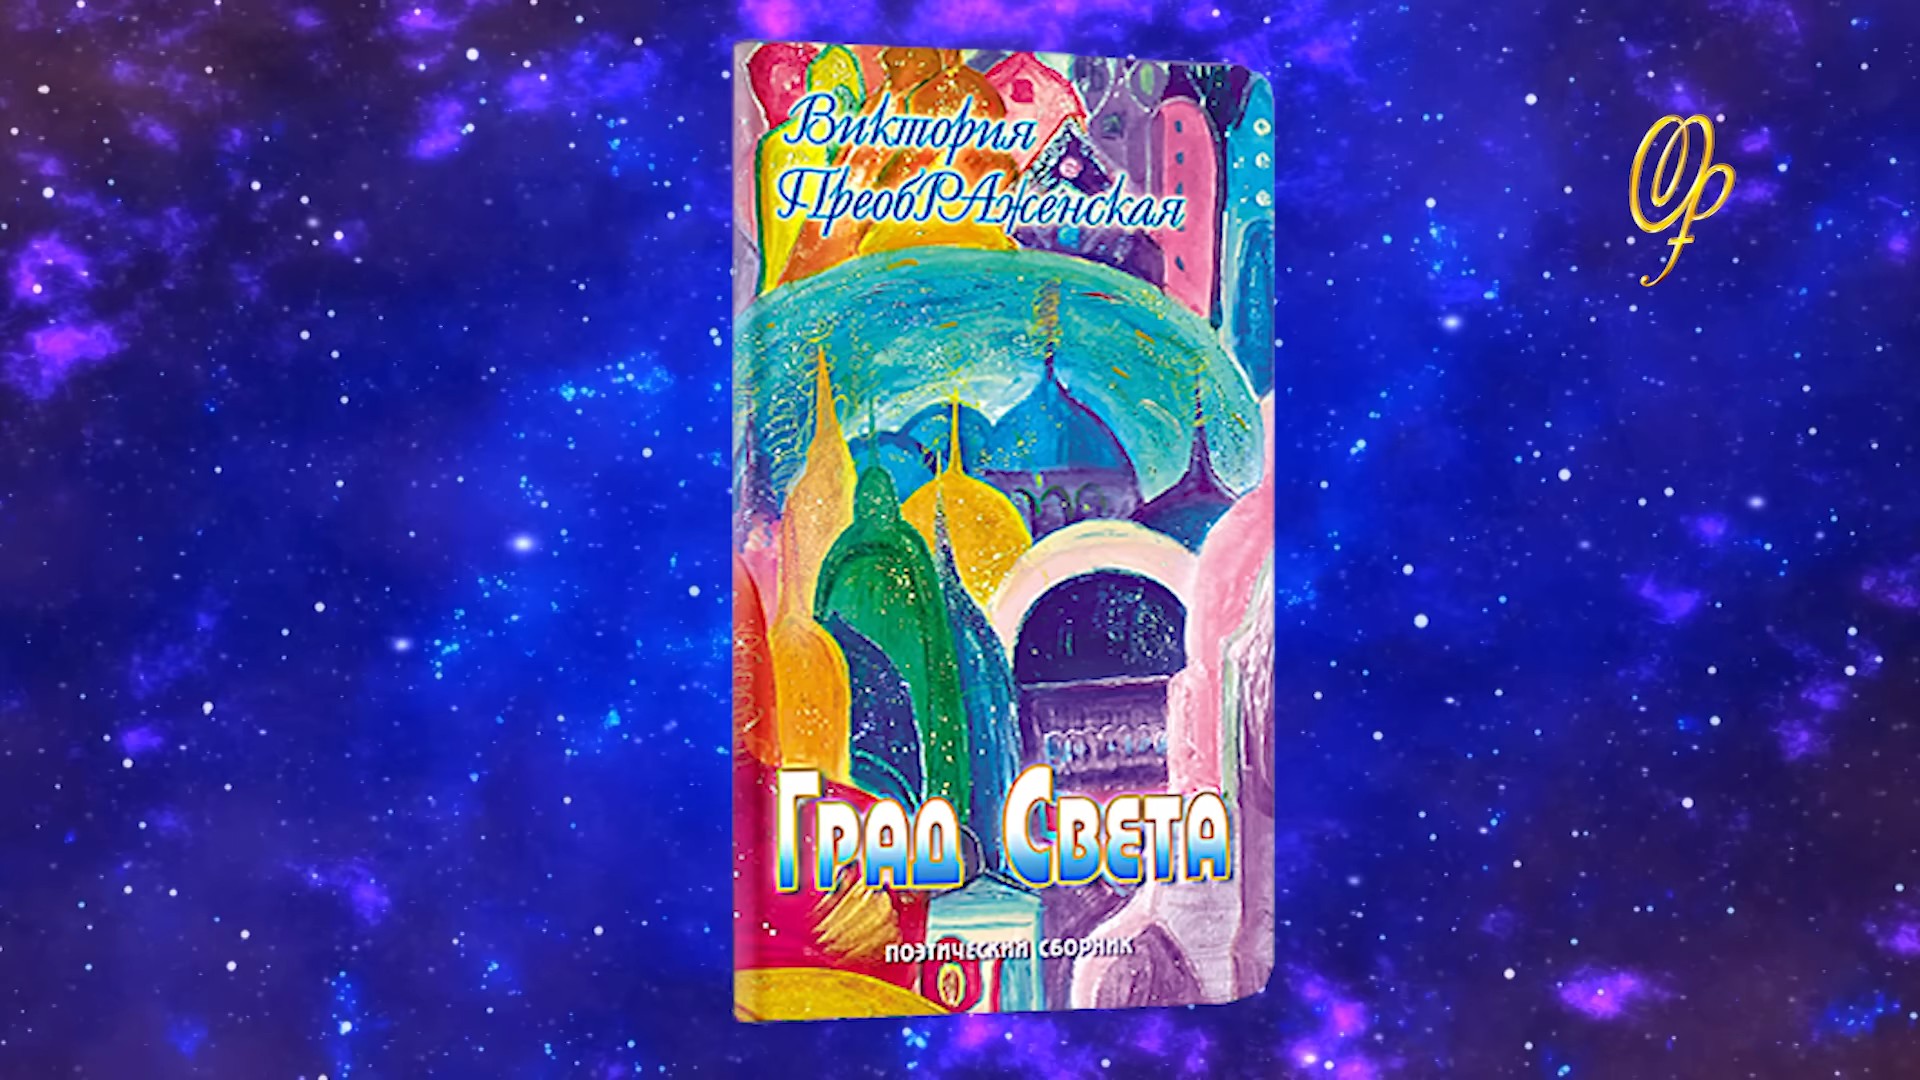 Виктория
ПреобРАженская
Град Света
поэтический сборник